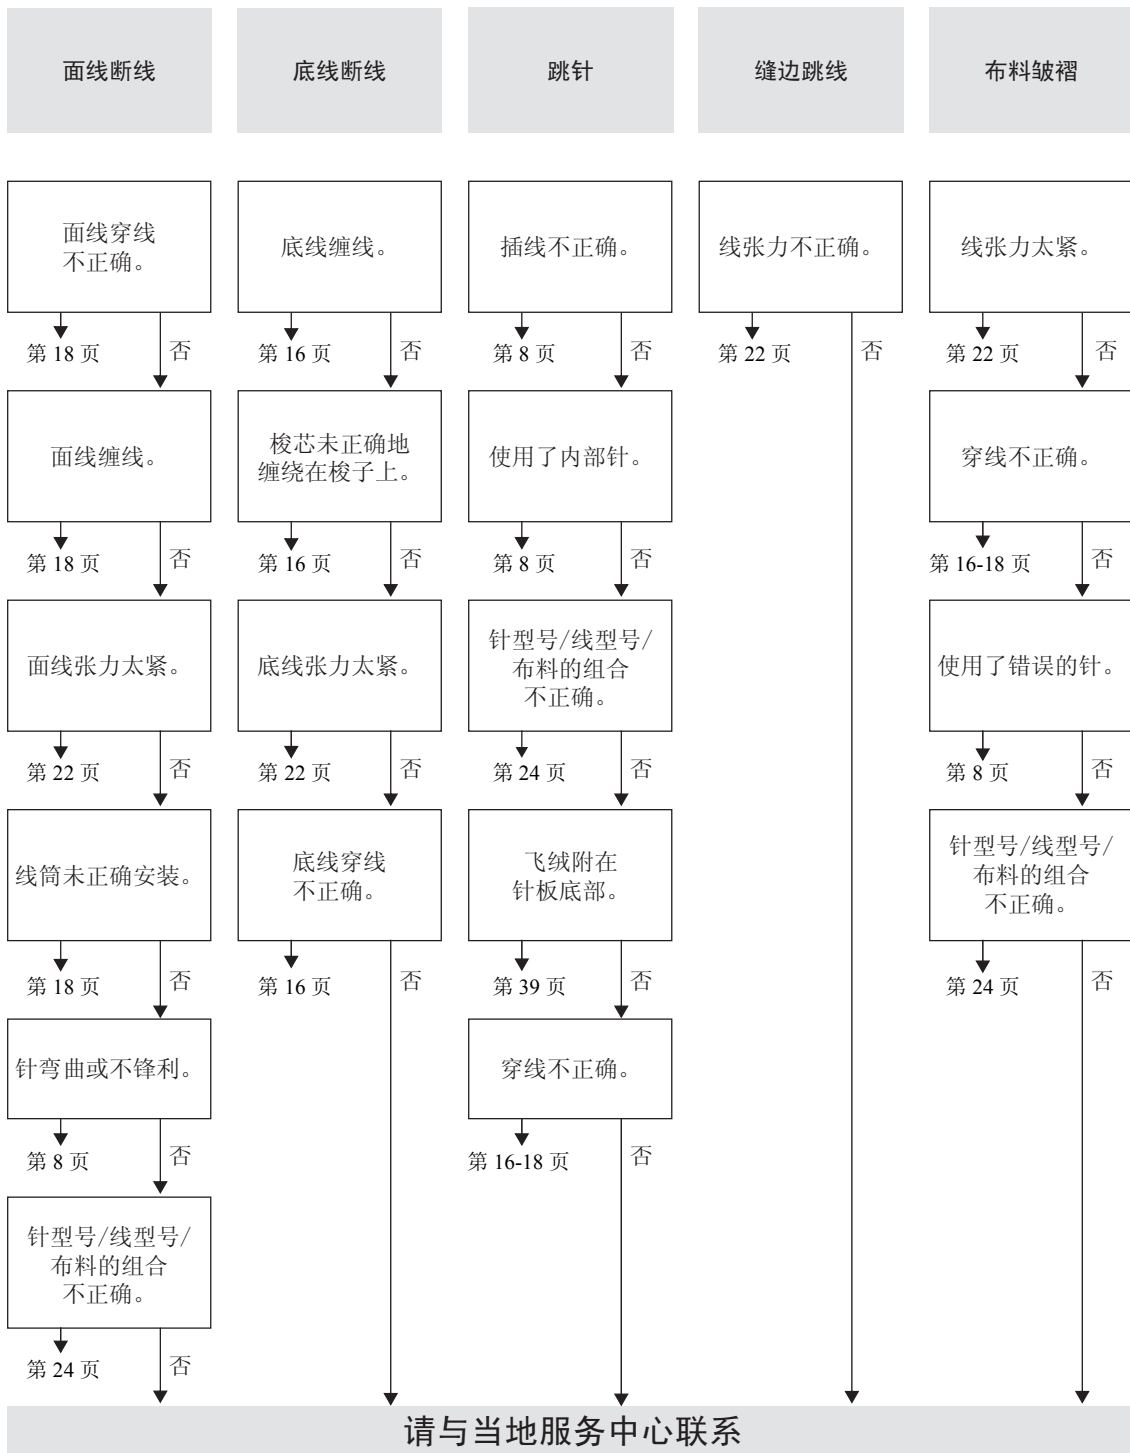 面线断线
底线断线
跳针
缝边跳线
布料皱褶
面线穿线
不正确。
第 18 页
否
面线缠线。
第 18 页
否
面线张力太紧。
第 22 页
否
线筒未正确安装。
第 18 页
否
针弯曲或不锋利。
第 8 页
否
针型号/线型号/
布料的组合
不正确。
第 24 页
否
底线缠线。
第 16 页
否
梭芯未正确地
缠绕在梭子上。
第 16 页
否
底线张力太紧。
第 22 页
否
底线穿线
不正确。
第 16 页
否
插线不正确。
第 8 页
否
使用了内部针。
第 8 页
否
针型号/线型号/
布料的组合
不正确。
第 24 页
否
飞绒附在
针板底部。
第 39 页
否
穿线不正确。
第 16-18 页
否
线张力不正确。
第 22 页
否
线张力太紧。
第 22 页
否
穿线不正确。
第 16-18 页
否
使用了错误的针。
第 8 页
否
针型号/线型号/
布料的组合
不正确。
第 24 页
否
请与当地服务中心联系